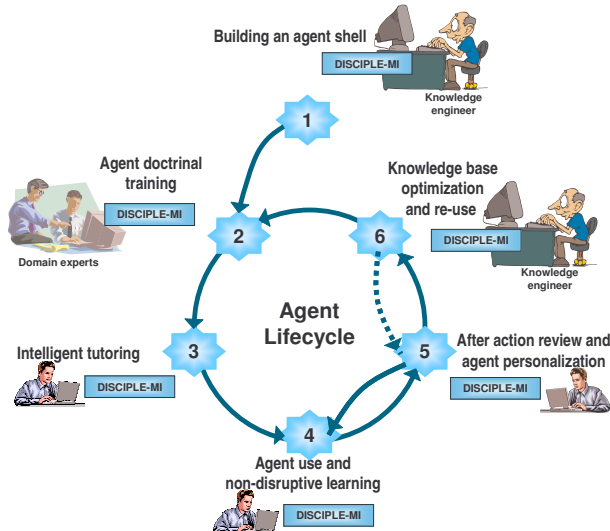 Building an agent shell
DISCIPLE-MI
Knowledge
engineer
1
Agent doctrinal
training
DISCIPLE-MI
Domain experts
2
Knowledge base
optimization
and re-use
DISCIPLE-MI
Knowledge
engineer
6
Agent
Lifecycle
Intelligent tutoring
DISCIPLE-MI
3
5
After action review and
agent personalization
DISCIPLE-MI
4
Agent use and
non-disruptive learning
DISCIPLE-MI